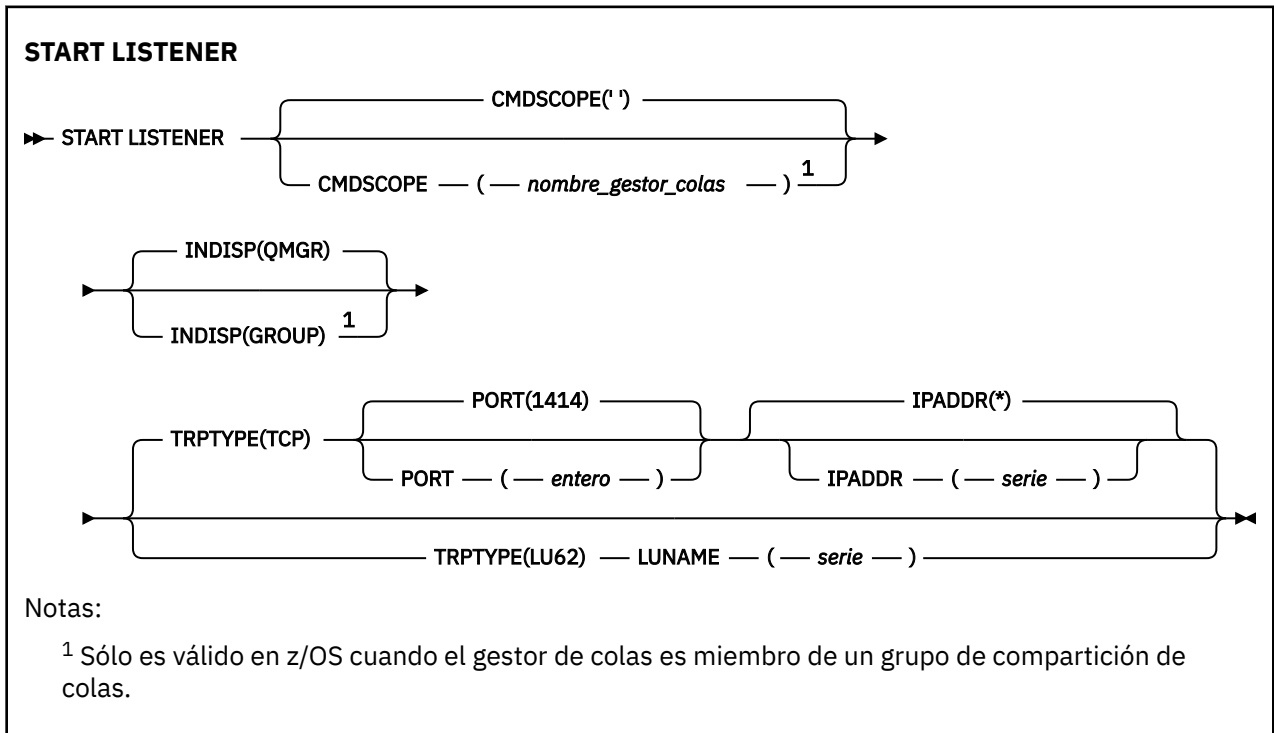 START LISTENER
CMDSCOPE(' ')
START LISTENER
CMDSCOPE ( nombre_gestor_colas ) 1
INDISP(QMGR)
INDISP(GROUP) 1
PORT(1414) IPADDR(*)
TRPTYPE(TCP)
PORT ( entero ) IPADDR ( serie )
TRPTYPE(LU62) LUNAME ( serie )
Notas:
1 Sólo es válido en z/OS cuando el gestor de colas es miembro de un grupo de compartición de
colas.